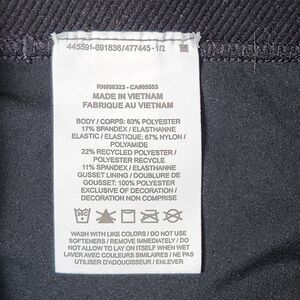 445591-691836/477445-1/2
RN#56323 - CA#05553
MADE IN VIETNAM
FABRIQUE AU VIETNAM
BODY / CORPS: 83% POLYESTER
17% SPANDEX / ELASTHANNE
ELASTIC / ELASTIQUE: 67% NYLON /
POLYAMIDE
22% RECYCLED POLYESTER /
POLYESTER RECYCLE
11% SPANDEX / ELASTHANNE
GUSSET LINING / DOUBLURE DE
GOUSSET: 100% POLYESTER
EXCLUSIVE OF DECORATION /
DECORATION NON COMPRISE
WASH WITH LIKE COLORS / DO NOT USE
SOFTENERS / REMOVE IMMEDIATELY / DO
NOT ALLOW TO LAY ON ITSELF WHEN WET
LAVER AVEC COULEURS SIMILAIRES / NE PAS
UTILISER D'ADOUCISSEUR / ENLEVER